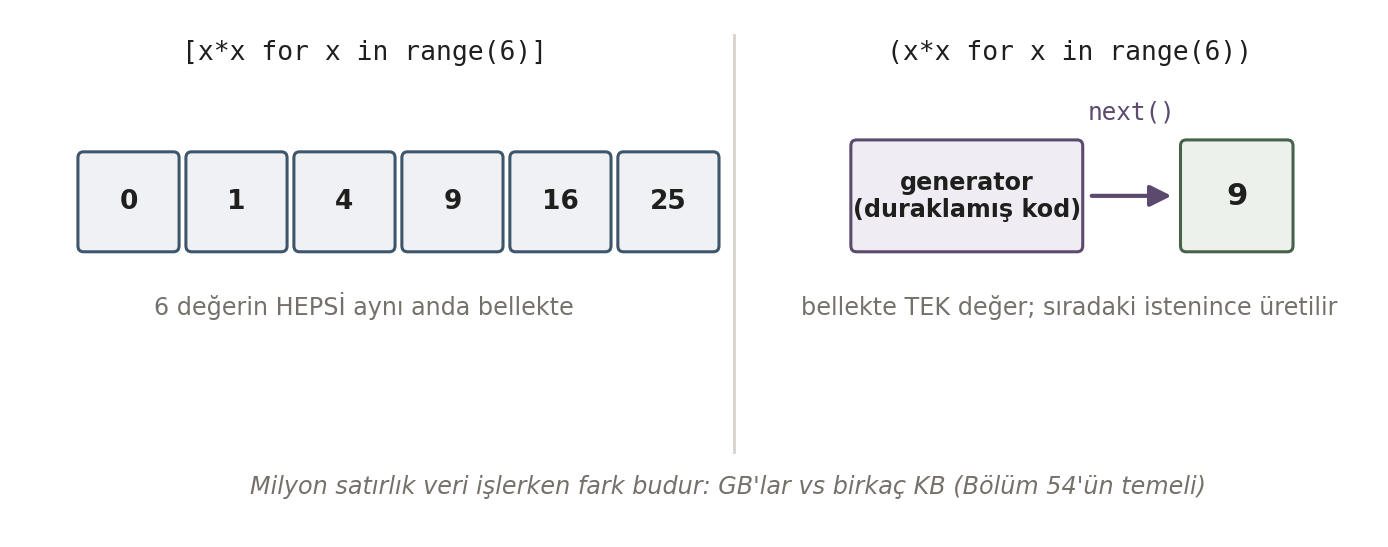 [x*x for x in range(6)]
0 1 4 9 16 25
6 değerin HEPSİ aynı anda bellekte
(x*x for x in range(6))
next()
generator
(duraklamış kod)
9
bellekte TEK değer; sıradaki istenince üretilir
Milyon satırlık veri işlerken fark budur: GB'lar vs birkaç KB (Bölüm 54'ün temeli)